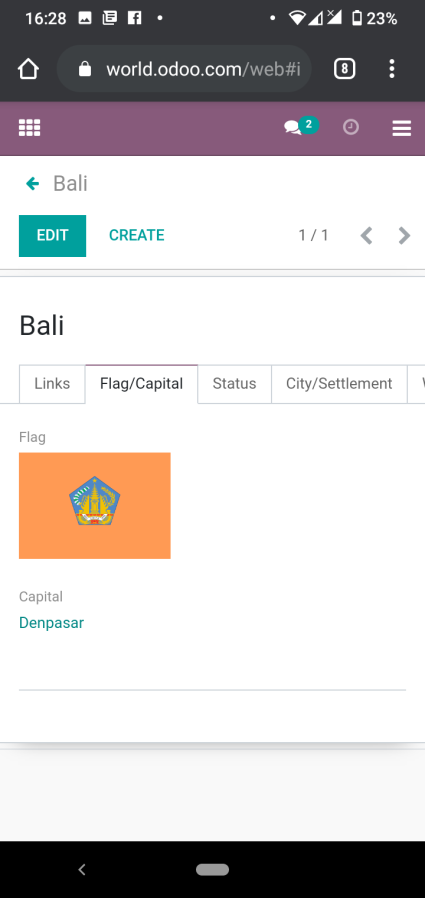 16:28
23%
world.odoo.com/web#i
8
2
Bali
EDIT
CREATE
1 / 1
Bali
Links
Flag/Capital
Status
City/Settlement
Flag
Capital
Denpasar